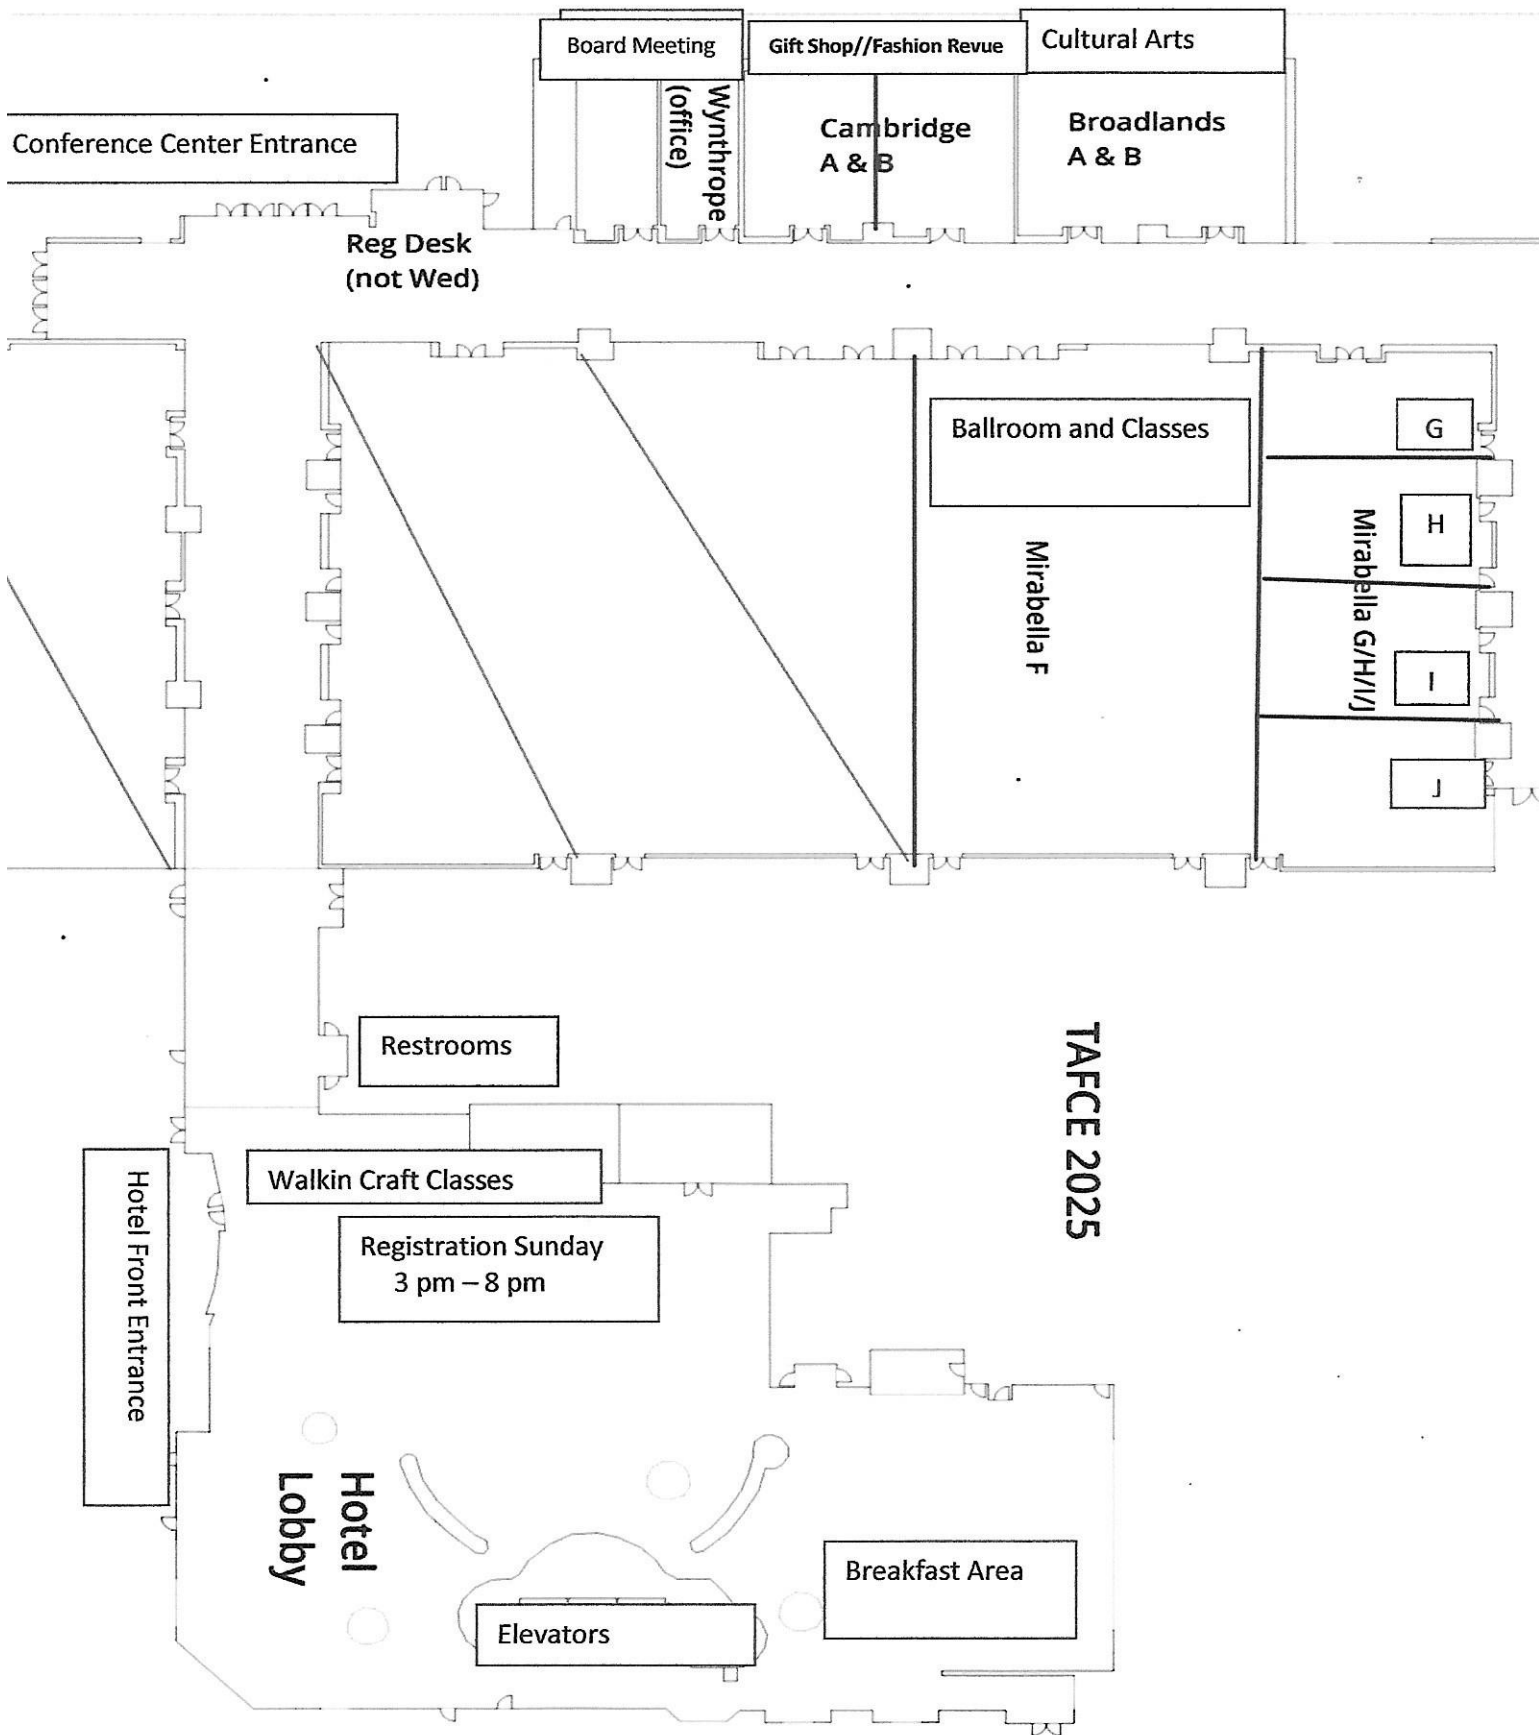 Board Meeting
Gift Shop//Fashion Revue
Cultural Arts
Conference Center Entrance
Wynthrope
(office)
Cambridge
A & B
Broadlands
A & B
Reg Desk
(not Wed)
Ballroom and Classes
G
H
Mirabella F
Mirabella G/H/I/J
I
J
Restrooms
TAFCE 2025
Walkin Craft Classes
Hotel Front Entrance
Registration Sunday
3 pm – 8 pm
Hotel
Lobby
Breakfast Area
Elevators